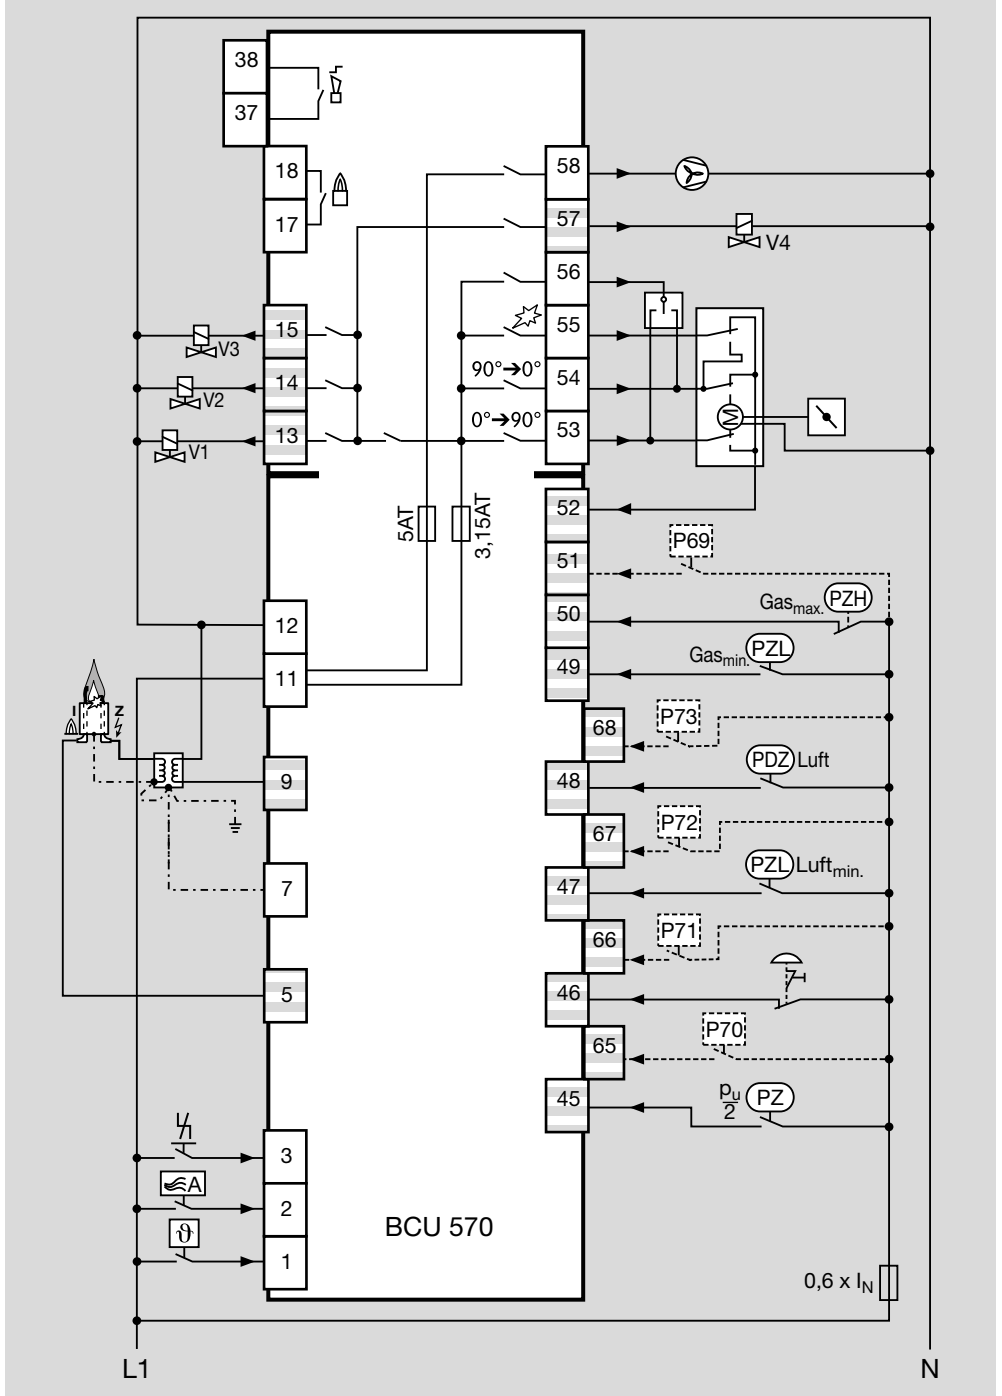 38
37
18
58
17
57
V4
56
15
55
V3
90°➔0°
14
54
V2
M
0°➔90°
13
53
V1
5AT
3,15AT
52
P69
51
Gasmax. PZH
50
12
Gasmin. PZL
49
11
I Z
P73
68
PDZ Luft
9
48
P72
67
PZL Luftmin.
7
47
P71
66
5
46
P70
65
pu
2
PZ
45
3
A
2
BCU 570
ϑ
1
0,6 x IN
L1
N